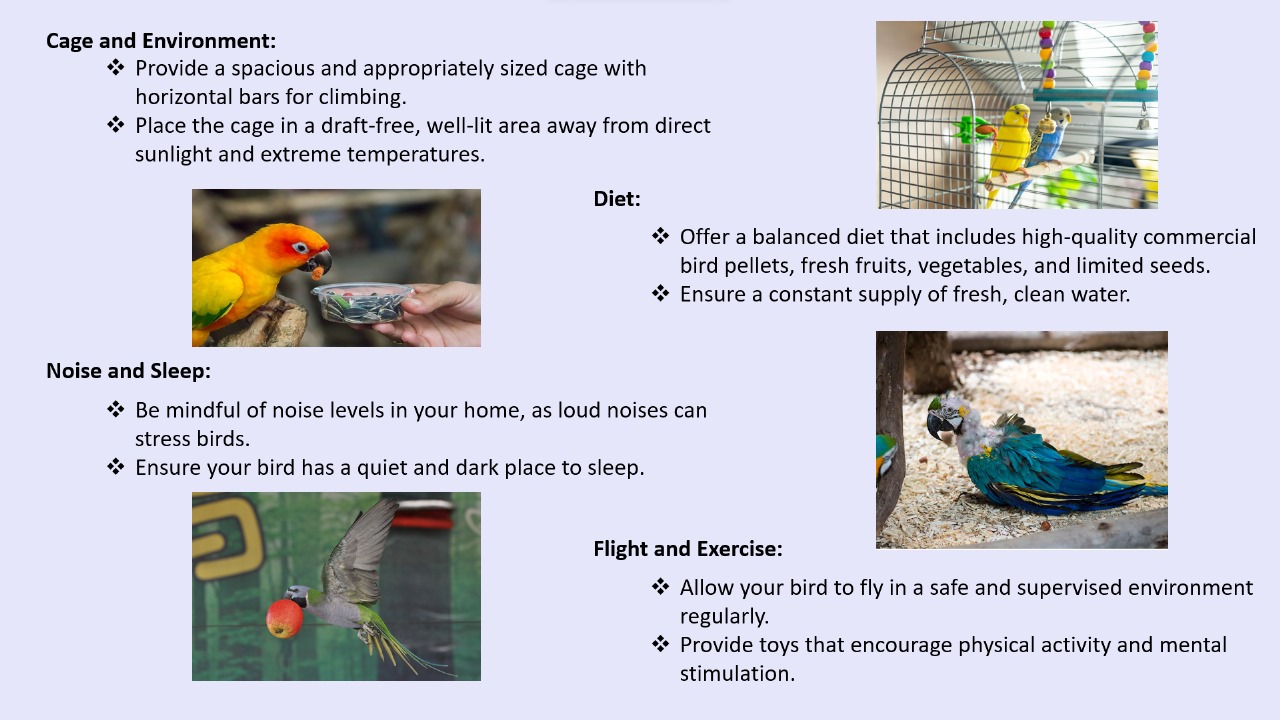 Cage and Environment:
❖ Provide a spacious and appropriately sized cage with
horizontal bars for climbing.
❖ Place the cage in a draft-free, well-lit area away from direct
sunlight and extreme temperatures.
Diet:
❖ Offer a balanced diet that includes high-quality commercial
bird pellets, fresh fruits, vegetables, and limited seeds.
❖ Ensure a constant supply of fresh, clean water.
Noise and Sleep:
❖ Be mindful of noise levels in your home, as loud noises can
stress birds.
❖ Ensure your bird has a quiet and dark place to sleep.
Flight and Exercise:
❖ Allow your bird to fly in a safe and supervised environment
regularly.
❖ Provide toys that encourage physical activity and mental
stimulation.